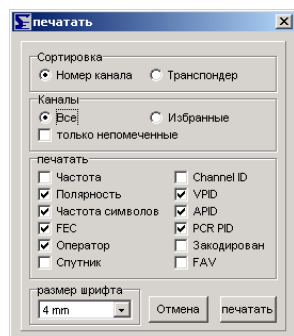 печатать
Сортировка
Номер канала Транспондер
Каналы
Все Избранные
только непомеченные
печатать
Частота Channel ID
Полярность VPID
Частота символов APID
FEC PCR PID
Оператор Закодирован
Спутник FAV
размер шрифта
4 mm Отмена печатать